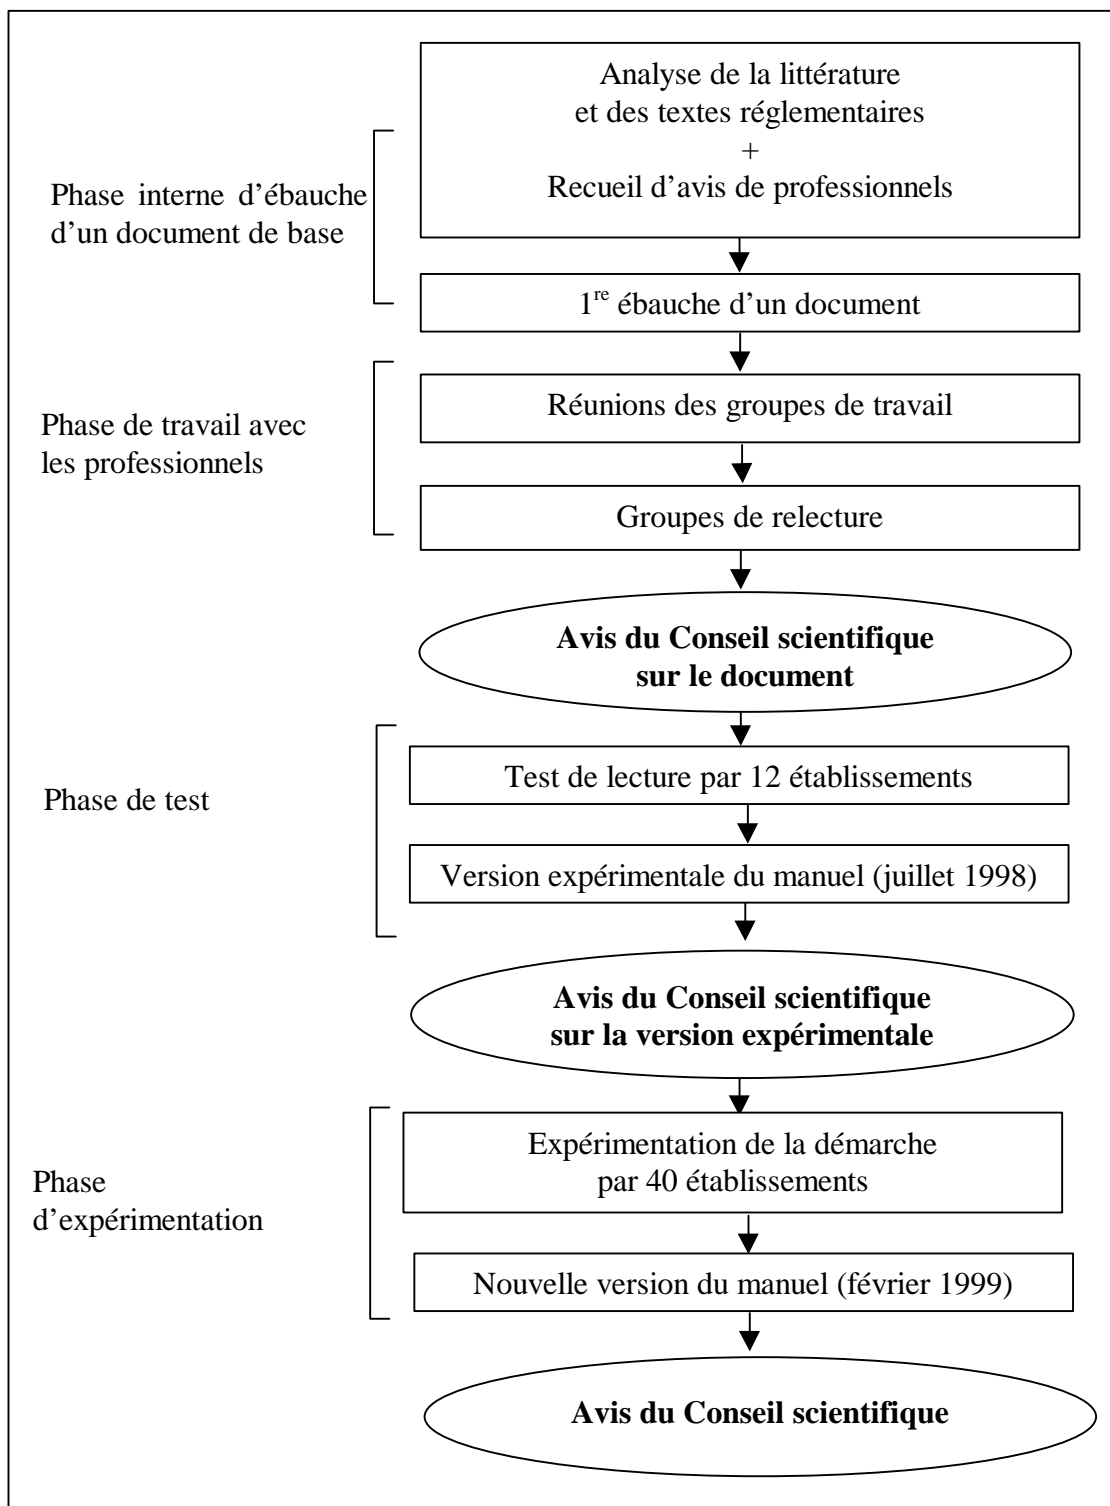 Analyse de la littérature
et des textes réglementaires
+
Recueil d’avis de professionnels
Phase interne d’ébauche
d’un document de base
1re ébauche d’un document
Réunions des groupes de travail
Phase de travail avec
les professionnels
Groupes de relecture
Avis du Conseil scientifique
sur le document
Test de lecture par 12 établissements
Phase de test
Version expérimentale du manuel (juillet 1998)
Avis du Conseil scientifique
sur la version expérimentale
Expérimentation de la démarche
par 40 établissements
Phase
d’expérimentation
Nouvelle version du manuel (février 1999)
Avis du Conseil scientifique